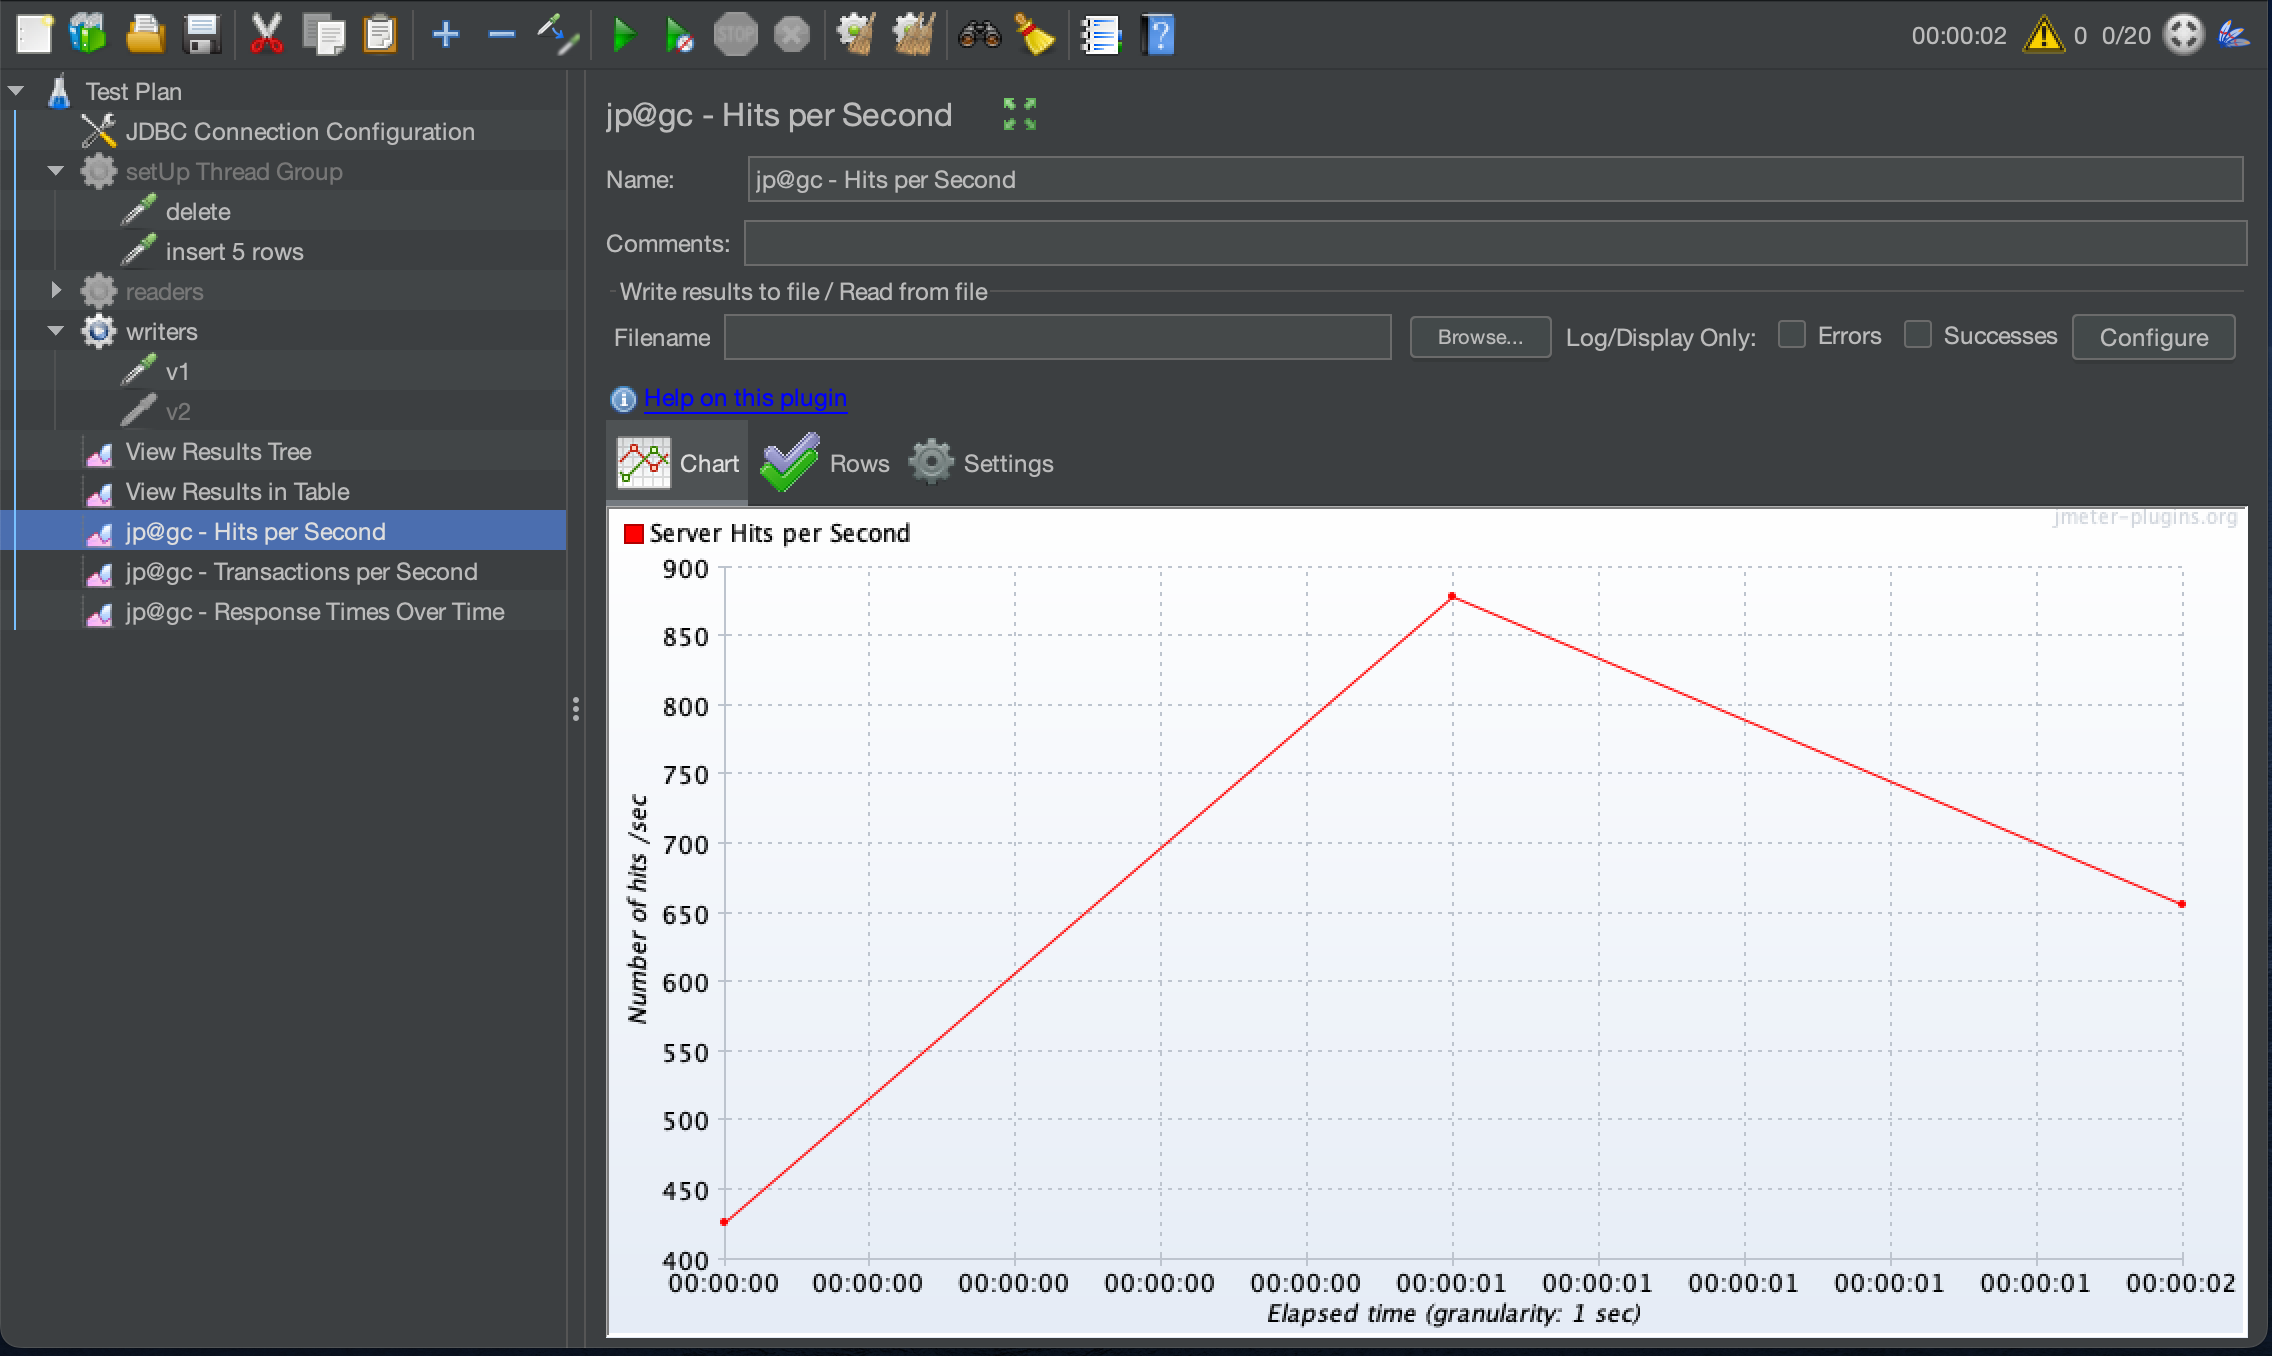 STOP
00:00:02 0 0/20
Test Plan
JDBC Connection Configuration
setUp Thread Group
delete
insert 5 rows
readers
writers
v1
v2
View Results Tree
View Results in Table
jp@gc - Hits per Second
jp@gc - Transactions per Second
jp@gc - Response Times Over Time
jp@gc - Hits per Second
Name: jp@gc - Hits per Second
Comments:
Write results to file / Read from file
Filename Browse... Log/Display Only: Errors Successes Configure
Help on this plugin
Chart Rows Settings
jmeter-plugins.org
Server Hits per Second
900
850
800
750
700
650
600
550
500
450
400
Number of hits /sec
00:00:00 00:00:00 00:00:00 00:00:00 00:00:00 00:00:01 00:00:01 00:00:01 00:00:01 00:00:01 00:00:02
Elapsed time (granularity: 1 sec)